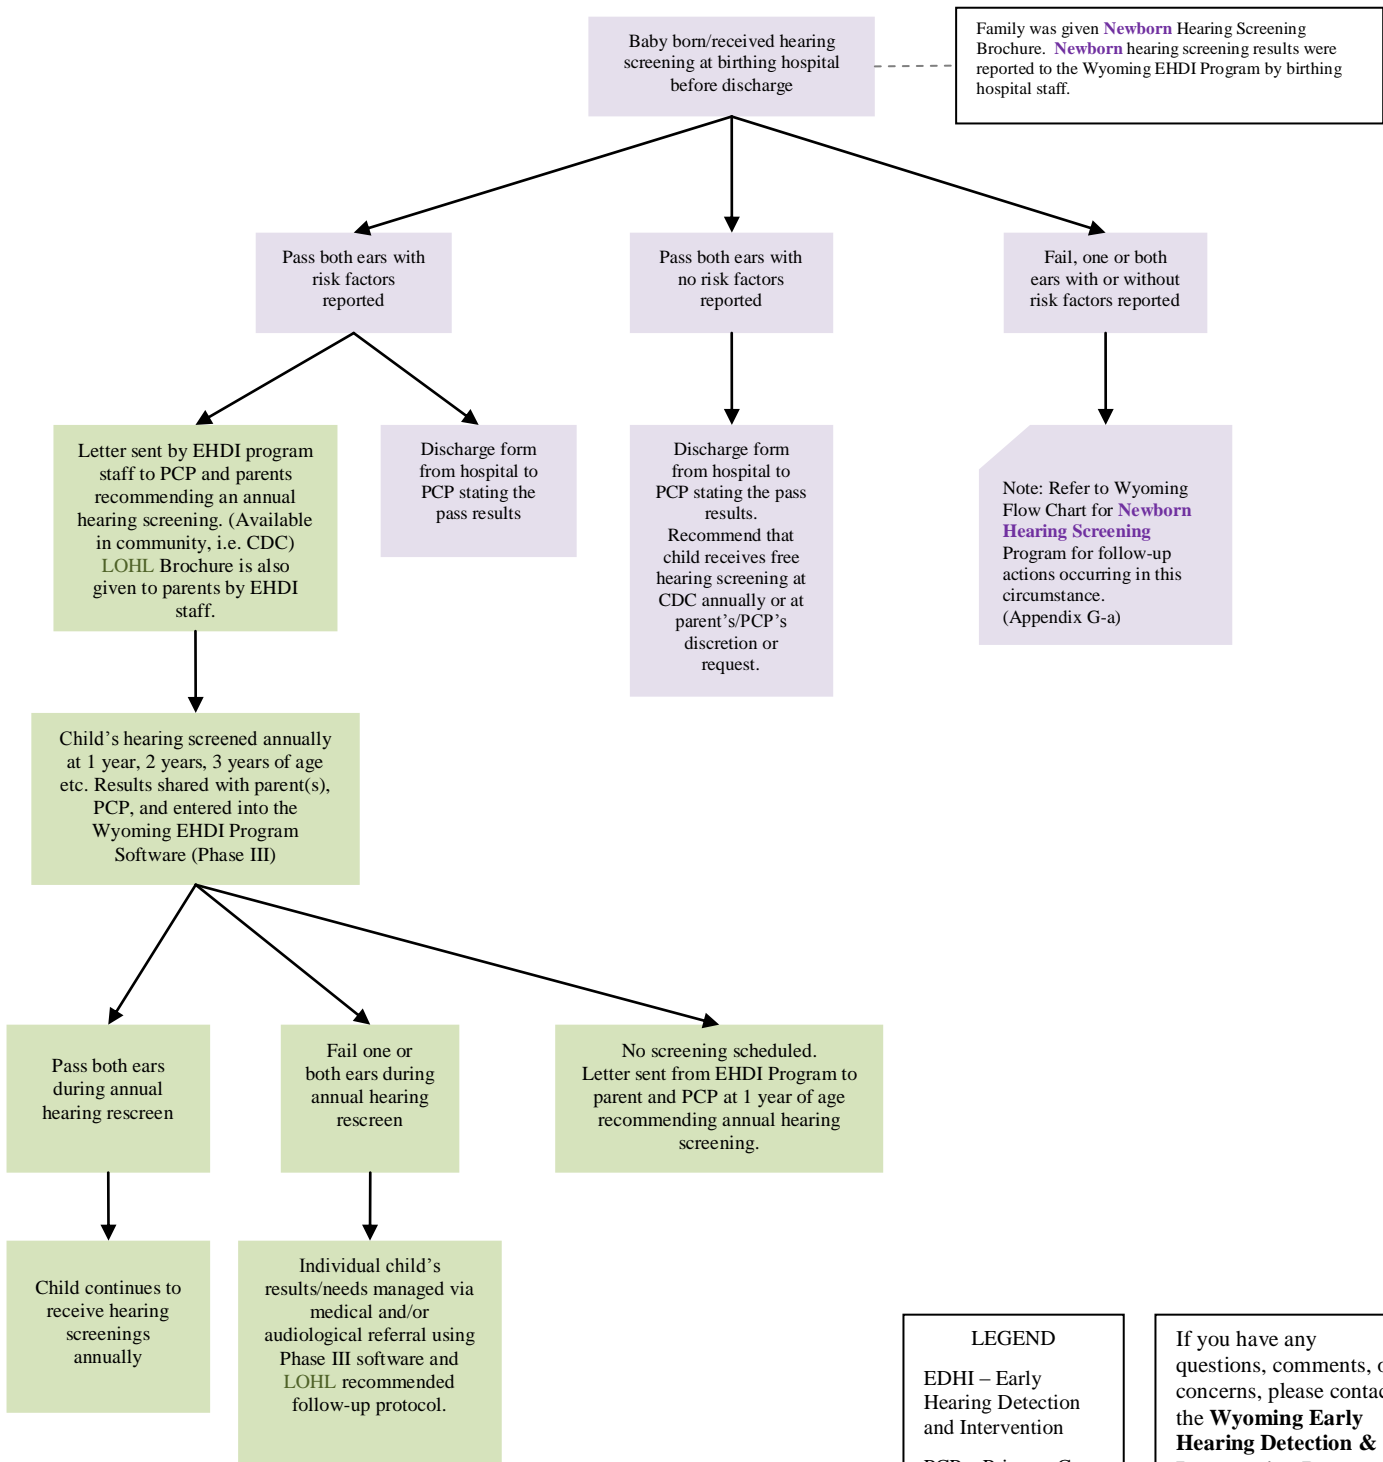 Baby born/received hearing
screening at birthing hospital
before discharge
Family was given Newborn Hearing Screening
Brochure. Newborn hearing screening results were
reported to the Wyoming EHDI Program by birthing
hospital staff.
Pass both ears with
risk factors
reported
Pass both ears with
no risk factors
reported
Fail, one or both
ears with or without
risk factors reported
Letter sent by EHDI program
staff to PCP and parents
recommending an annual
hearing screening. (Available
in community, i.e. CDC)
LOHL Brochure is also
given to parents by EHDI
staff.
Discharge form
from hospital to
PCP stating the
pass results
Discharge form
from hospital to
PCP stating the pass
results.
Recommend that
child receives free
hearing screening at
CDC annually or at
parent's/PCP's
discretion or
request.
Note: Refer to Wyoming
Flow Chart for Newborn
Hearing Screening
Program for follow-up
actions occurring in this
circumstance.
(Appendix G-a)
Child's hearing screened annually
at 1 year, 2 years, 3 years of age
etc. Results shared with parent(s),
PCP, and entered into the
Wyoming EHDI Program
Software (Phase III)
Pass both ears
during annual
hearing rescreen
Fail one or
both ears during
annual hearing
rescreen
No screening scheduled.
Letter sent from EHDI Program to
parent and PCP at 1 year of age
recommending annual hearing
screening.
Child continues to
receive hearing
screenings
annually
Individual child's
results/needs managed via
medical and/or
audiological referral using
Phase III software and
LOHL recommended
follow-up protocol.
LEGEND
EDHI – Early
Hearing Detection
and Intervention
If you have any
questions, comments,
concerns, please
the Wyoming Early
Hearing Detection &